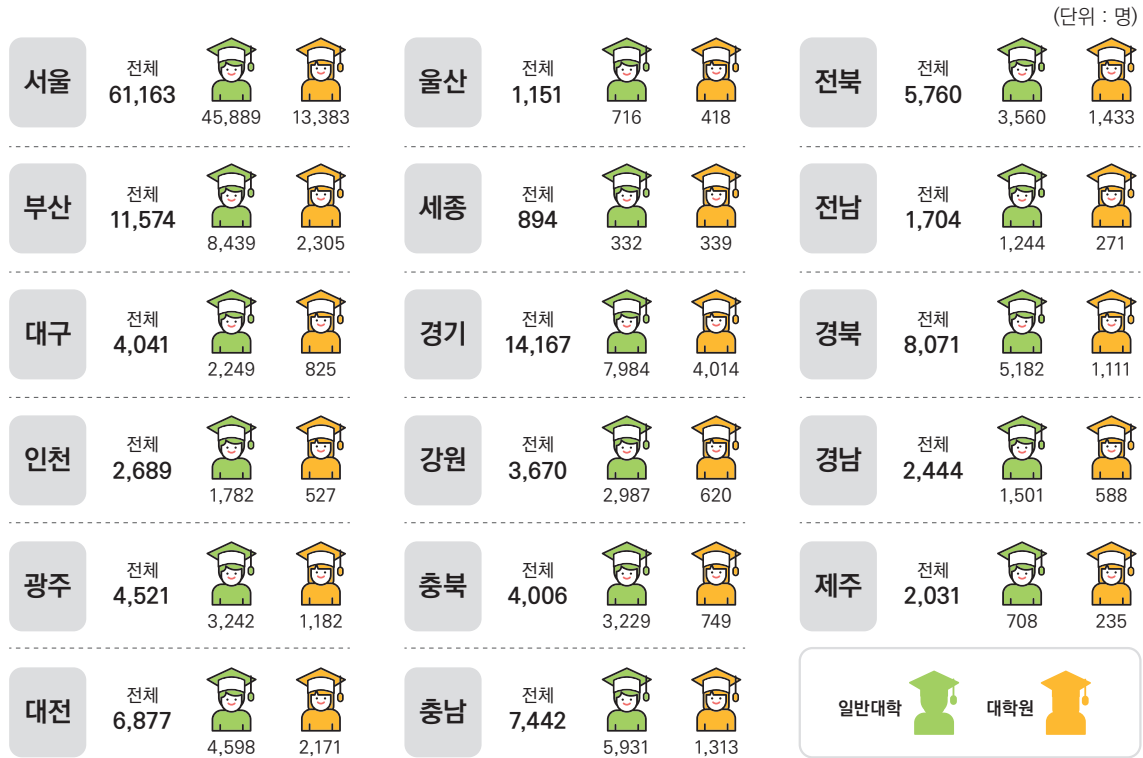 (단위 : 명)
서울 전체 61,163 45,889 13,383
부산 전체 11,574 8,439 2,305
대구 전체 4,041 2,249 825
인천 전체 2,689 1,782 527
광주 전체 4,521 3,242 1,182
대전 전체 6,877 4,598 2,171
울산 전체 1,151 716 418
세종 전체 894 332 339
경기 전체 14,167 7,984 4,014
강원 전체 3,670 2,987 620
충북 전체 4,006 3,229 749
충남 전체 7,442 5,931 1,313
전북 전체 5,760 3,560 1,433
전남 전체 1,704 1,244 271
경북 전체 8,071 5,182 1,111
경남 전체 2,444 1,501 588
제주 전체 2,031 708 235
일반대학 대학원